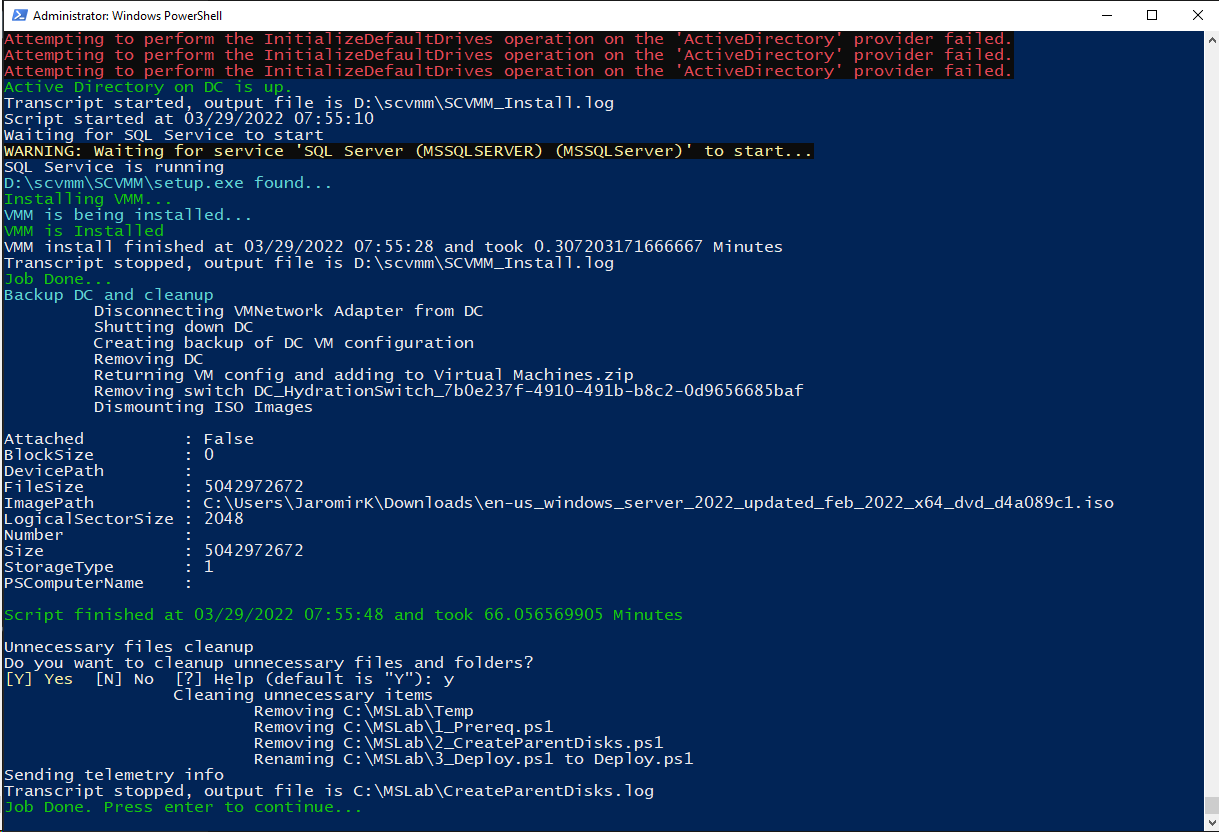 Administrator: Windows PowerShell
Attempting to perform the InitializeDefaultDrives operation on the 'ActiveDirectory' provider failed.
Attempting to perform the InitializeDefaultDrives operation on the 'ActiveDirectory' provider failed.
Attempting to perform the InitializeDefaultDrives operation on the 'ActiveDirectory' provider failed.
Active Directory on DC is up.
Transcript started, output file is D:\scvmm\SCVMM_Install.log
Script started at 03/29/2022 07:55:10
Waiting for SQL Service to start
WARNING: Waiting for service 'SQL Server (MSSQLSERVER) (MSSQLServer)' to start...
SQL Service is running
D:\scvmm\SCVMM\setup.exe found...
Installing VMM...
VMM is being installed...
VMM is Installed
VMM install finished at 03/29/2022 07:55:28 and took 0.307203171666667 Minutes
Transcript stopped, output file is D:\scvmm\SCVMM_Install.log
Job Done...
Backup DC and cleanup
Disconnecting VMNetwork Adapter from DC
Shutting down DC
Creating backup of DC VM configuration
Removing DC
Returning VM config and adding to Virtual Machines.zip
Removing switch DC_HydrationSwitch_7b0e237f-4910-491b-b8c2-0d9656685baf
Dismounting ISO Images
Attached : False
BlockSize : 0
DevicePath :
FileSize : 5042972672
ImagePath : C:\Users\JaromirK\Downloads\en-us_windows_server_2022_updated_feb_2022_x64_dvd_d4a089c1.iso
LogicalSectorSize : 2048
Number :
Size : 5042972672
StorageType : 1
PSComputerName :
Script finished at 03/29/2022 07:55:48 and took 66.056569905 Minutes
Unnecessary files cleanup
Do you want to cleanup unnecessary files and folders?
[Y] Yes [N] No [?] Help (default is "Y"): y
Cleaning unnecessary items
Removing C:\MSLab\Temp
Removing C:\MSLab\1_Prereq.ps1
Removing C:\MSLab\2_CreateParentDisks.ps1
Renaming C:\MSLab\3_Deploy.ps1 to Deploy.ps1
Sending telemetry info
Transcript stopped, output file is C:\MSLab\CreateParentDisks.log
Job Done. Press enter to continue...